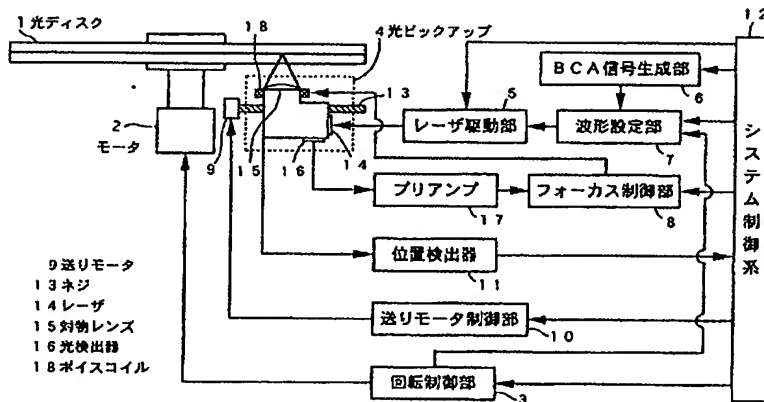 1光ディスク
18
4光ピックアップ
12
BCA信号生成部
13
5
6
2
モータ
9
レーザ駆動部
波形設定部
15
16
14
7
プリアンプ
フォーカス制御部
17
8
システム制御系
位置検出器
11
9送りモータ
13ネジ
14レーザ
15対物レンズ
16光検出器
18ボイスコイル
送りモータ制御部
10
回転制御部
3